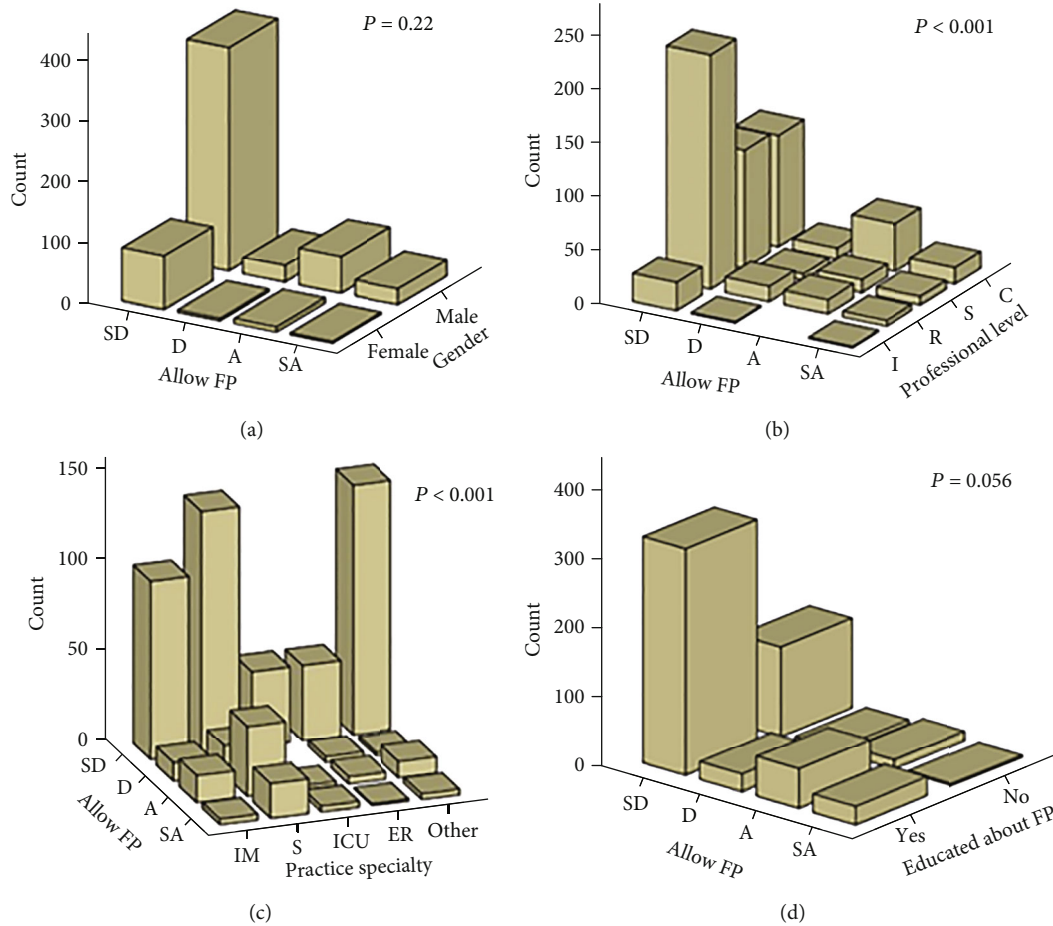 P = 0.22
400
300
200
100
0
Count
SD
D
A
SA
Allow FP
Female
Male
Gender
(a)
P < 0.001
250
200
150
100
50
0
Count
SD
D
A
SA
Allow FP
I
R
S
C
Professional level
(b)
P < 0.001
150
100
50
0
Count
SD
D
A
SA
Allow FP
IM
S
ICU
ER
Other
Practice specialty
(c)
P = 0.056
400
300
200
100
0
Count
SD
D
A
SA
Allow FP
Yes
No
Educated about FP
(d)